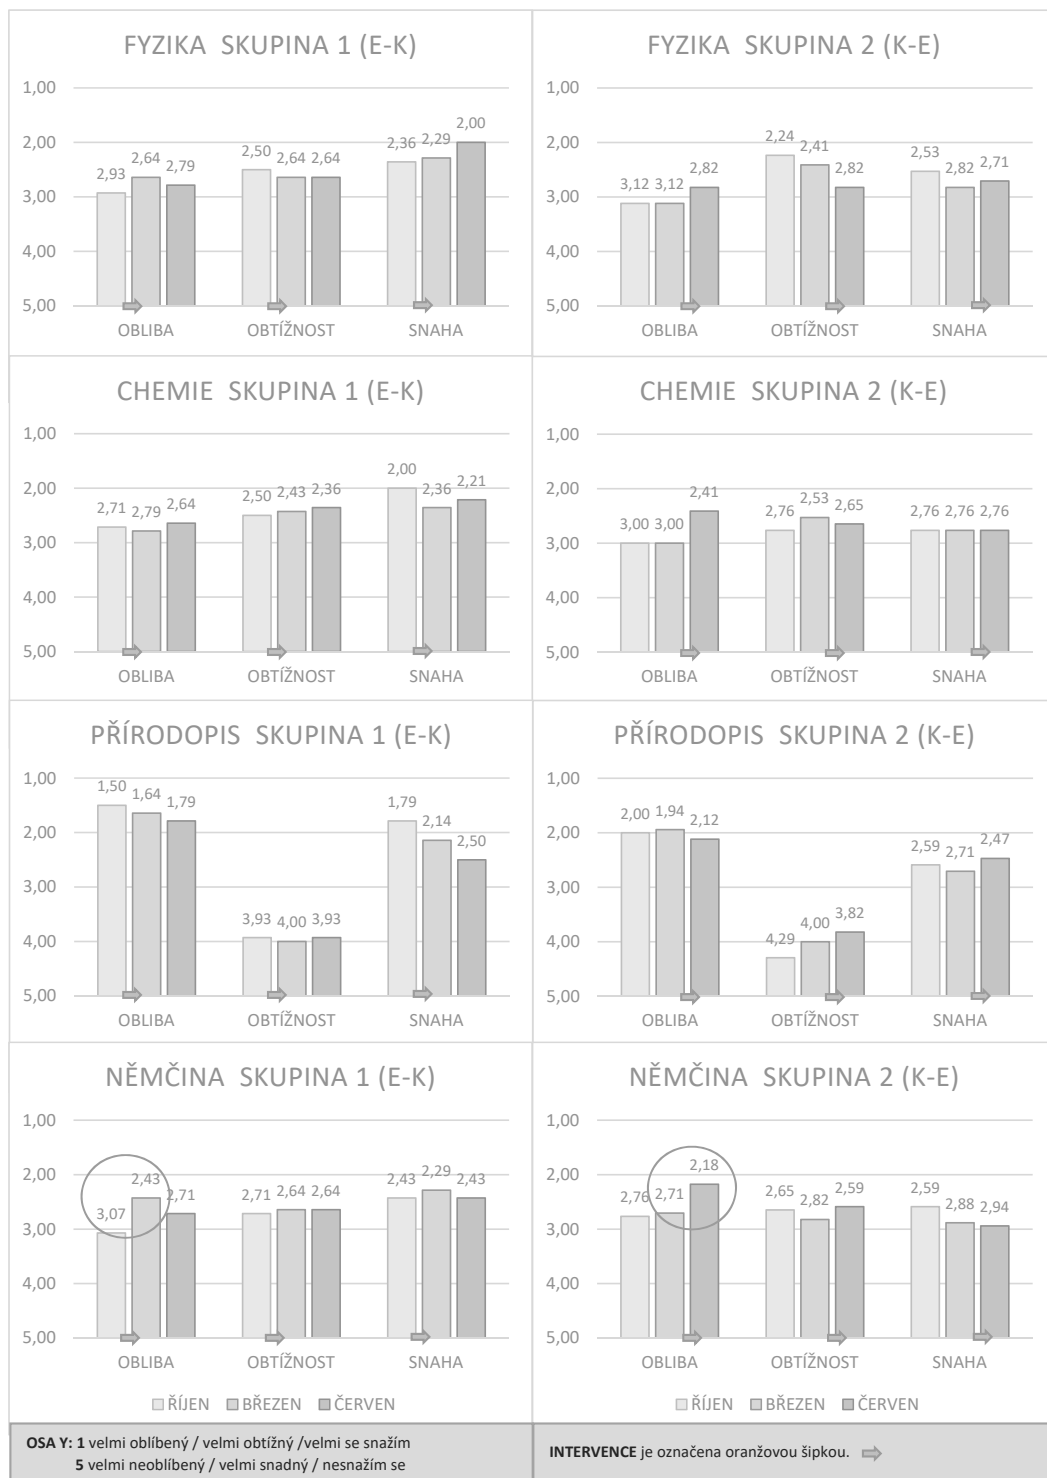 FYZIKA SKUPINA 1 (E-K)
1,00
2,00
3,00
4,00
5,00
2,93 2,64 2,79
2,50 2,64 2,64
2,36 2,29 2,00
OBLIBA OBTÍŽNOST SNAHA
FYZIKA SKUPINA 2 (K-E)
1,00
2,00
3,00
4,00
5,00
3,12 3,12 2,82
2,24 2,41 2,82
2,53 2,82 2,71
OBLIBA OBTÍŽNOST SNAHA
CHEMIE SKUPINA 1 (E-K)
1,00
2,00
3,00
4,00
5,00
2,71 2,79 2,64
2,50 2,43 2,36
2,00 2,36 2,21
OBLIBA OBTÍŽNOST SNAHA
CHEMIE SKUPINA 2 (K-E)
1,00
2,00
3,00
4,00
5,00
3,00 3,00 2,41
2,76 2,53 2,65
2,76 2,76 2,76
OBLIBA OBTÍŽNOST SNAHA
PŘÍRODOPIS SKUPINA 1 (E-K)
1,00
2,00
3,00
4,00
5,00
1,50 1,64 1,79
3,93 4,00 3,93
1,79 2,14 2,50
OBLIBA OBTÍŽNOST SNAHA
PŘÍRODOPIS SKUPINA 2 (K-E)
1,00
2,00
3,00
4,00
5,00
2,00 1,94 2,12
4,29 4,00 3,82
2,59 2,71 2,47
OBLIBA OBTÍŽNOST SNAHA
NĚMČINA SKUPINA 1 (E-K)
1,00
2,00
3,00
4,00
5,00
3,07 2,43 2,71
2,71 2,64 2,64
2,43 2,29 2,43
OBLIBA OBTÍŽNOST SNAHA
ŘÍJEN BŘEZEN ČERVEN
NĚMČINA SKUPINA 2 (K-E)
1,00
2,00
3,00
4,00
5,00
2,76 2,71 2,18
2,65 2,82 2,59
2,59 2,88 2,94
OBLIBA OBTÍŽNOST SNAHA
ŘÍJEN BŘEZEN ČERVEN
OSA Y: 1 velmi oblíbený / velmi obtížný /velmi se snažím
5 velmi neoblíbený / velmi snadný / nesnažím se
INTERVENCE je označena oranžovou šipkou.